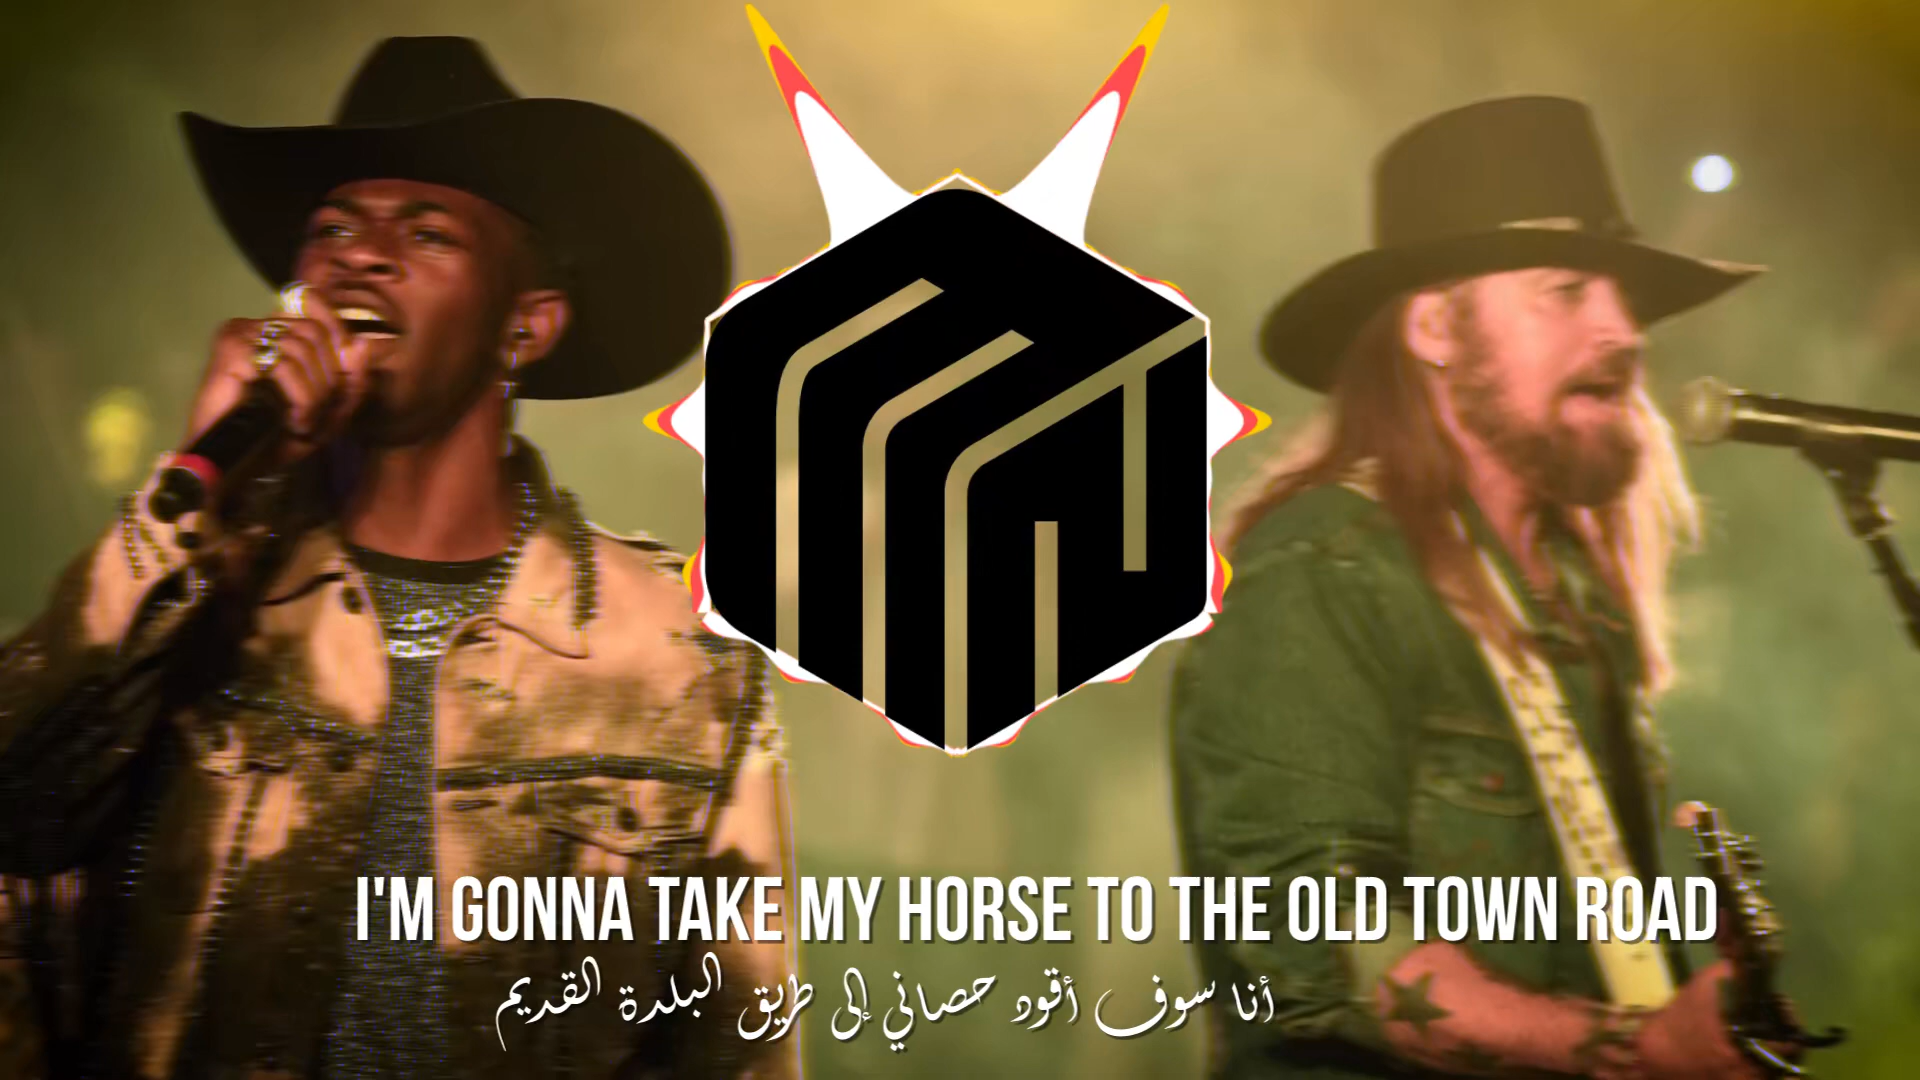 I'M GONNA TAKE MY HORSE TO THE OLD TOWN ROAD
أنا سوف أقود حصاني إلى طريق البلدة القديم